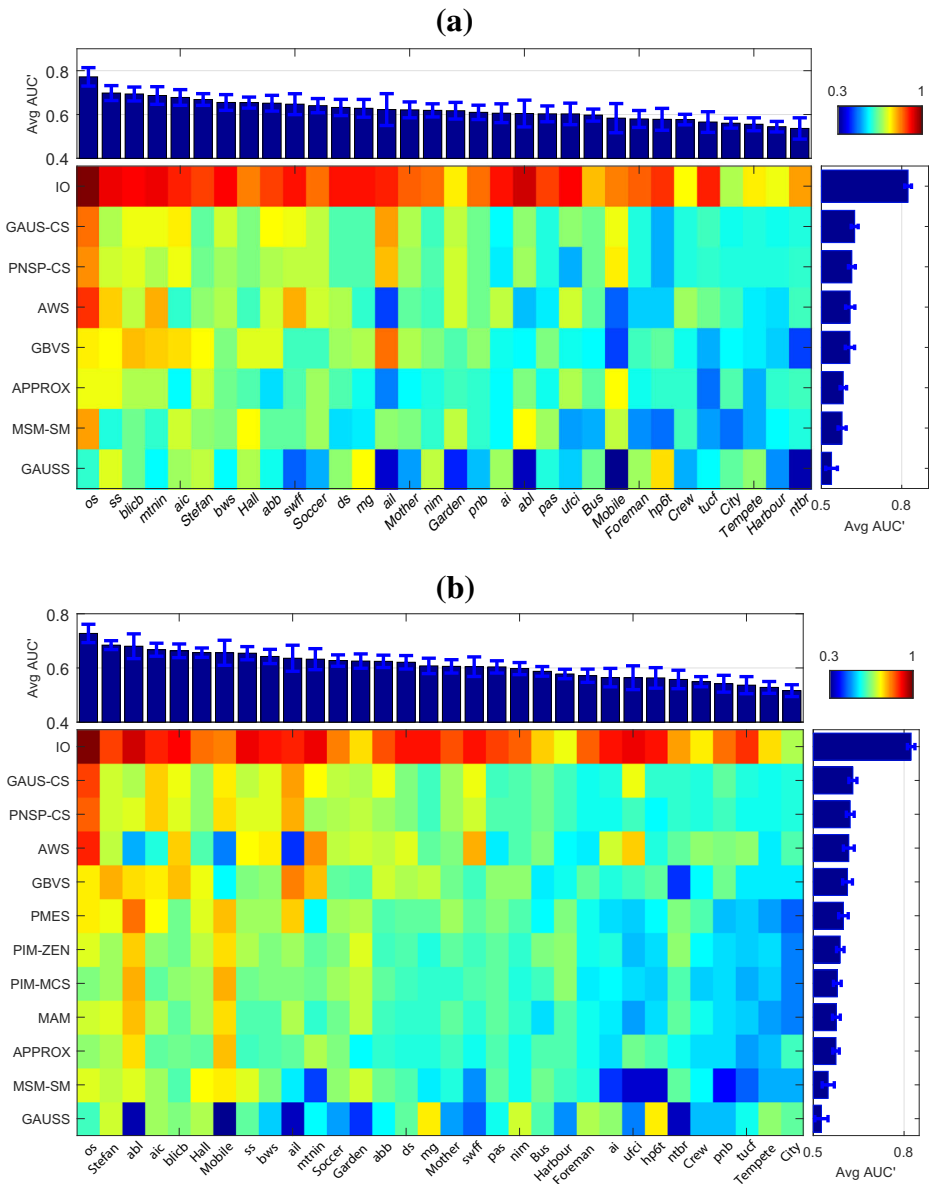 (a)
0.8
0.6
0.4
Avg AUC'
0.3 1
IO
GAUS-CS
PNSP-CS
AWS
GBVS
APPROX
MSM-SM
GAUSS
os ss blicb mtnin aic Stefan bws Hall abb swff Soccer ds mg ail Mother nim Garden pnb ai abl pas ufci Bus Mobile Foreman hp6t Crew tucf City Tempete Harbour ntbr
0.5 0.8
Avg AUC'
(b)
0.8
0.6
0.4
Avg AUC'
0.3 1
IO
GAUS-CS
PNSP-CS
AWS
GBVS
PMES
PIM-ZEN
PIM-MCS
MAM
APPROX
MSM-SM
GAUSS
os Stefan abl aic blicb Hall Mobile ss bws ail mtnin Soccer Garden abb ds mg Mother swff pas nim Bus Harbour Foreman ai ufci hp6t ntbr Crew pnb tucf Tempete City
0.5 0.8
Avg AUC'